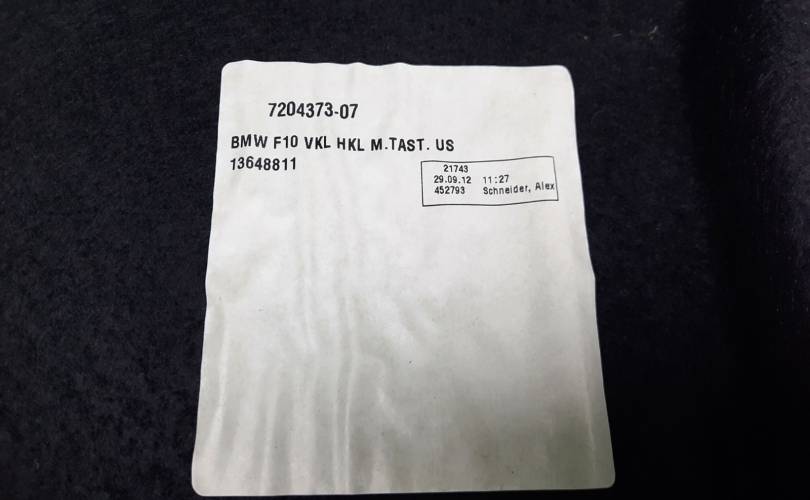 7204373-07
BMW F10 VKL HKL M.TAST. US
13648811
21743
29.09.12 11:27
452793 Schneider, Alex